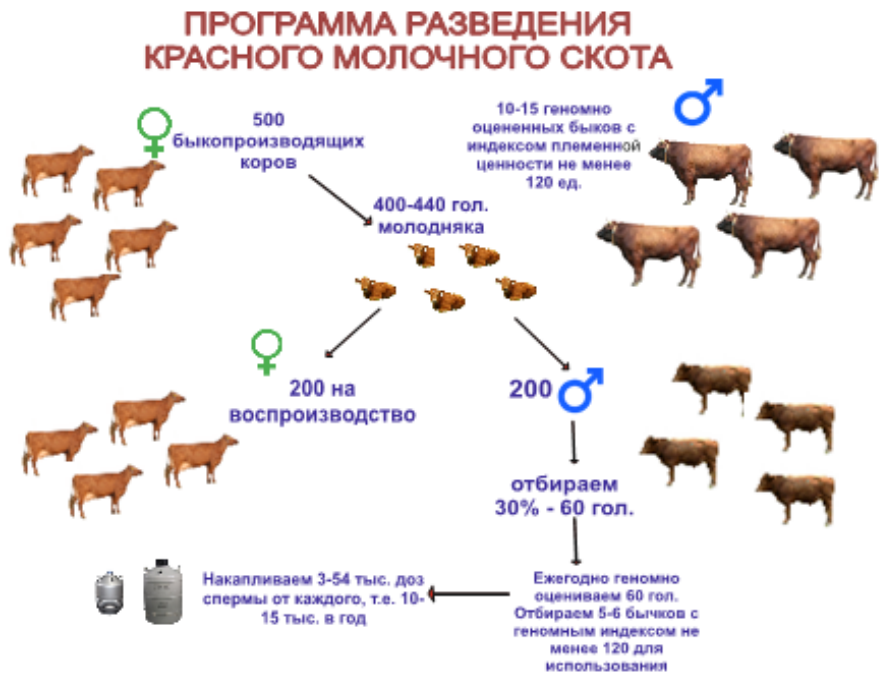 ПРОГРАММА РАЗВЕДЕНИЯ
КРАСНОГО МОЛОЧНОГО СКОТА
500
быкопроизводящих
коров
10-15 геномно
оцененных быков с
индексом племенной
ценности не менее
120 ед.
400-440 гол.
молодняка
200 на
воспроизводство
200
отбираем
30% - 60 гол.
Ежегодно геномно
оцениваем 60 гол.
Отбираем 5-6 бычков с
геномным индексом не
менее 120 для
использования
Накапливаем 3-54 тыс. доз
спермы от каждого, т.е. 10-
15 тыс. в год